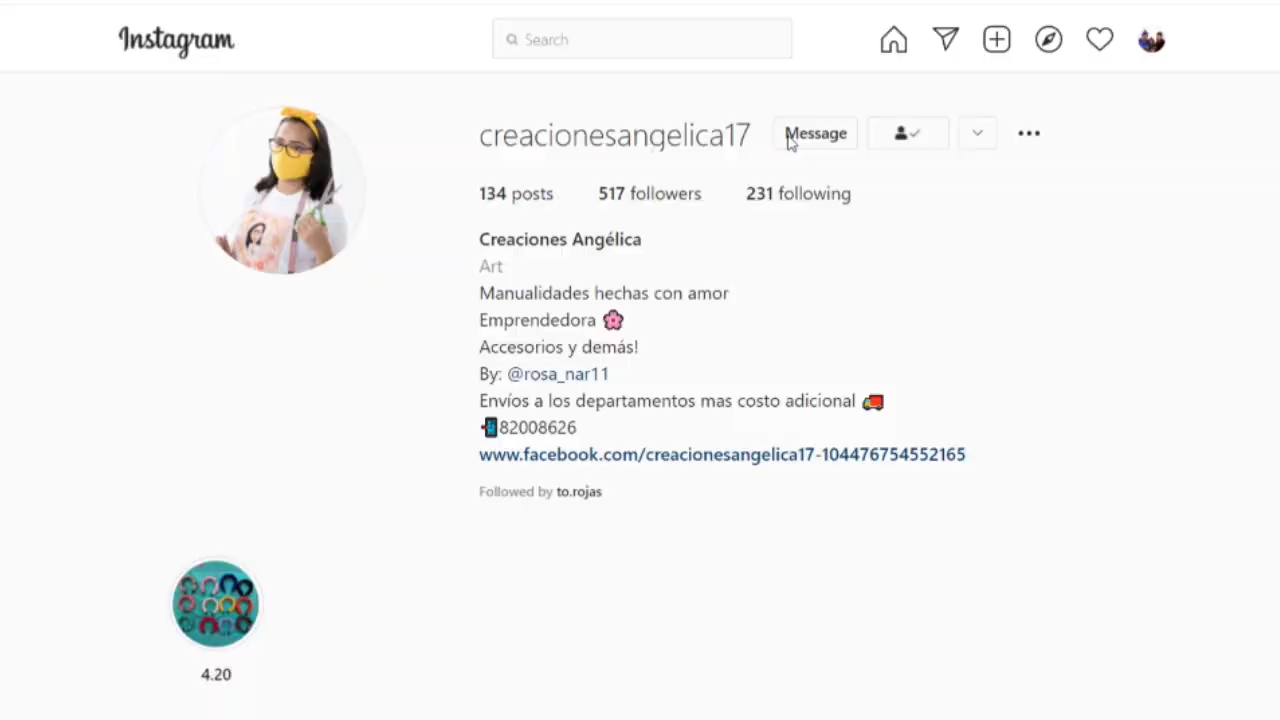 Instagram
Search
creacionesangelica17 Message
134 posts 517 followers 231 following
Creaciones Angélica
Art
Manualidades hechas con amor
Emprendedora 🌸
Accesorios y demás!
By: @rosa_nar11
Envíos a los departamentos mas costo adicional 🚚
📲82008626
www.facebook.com/creacionesangelica17-104476754552165
Followed by to.rojas
4.20